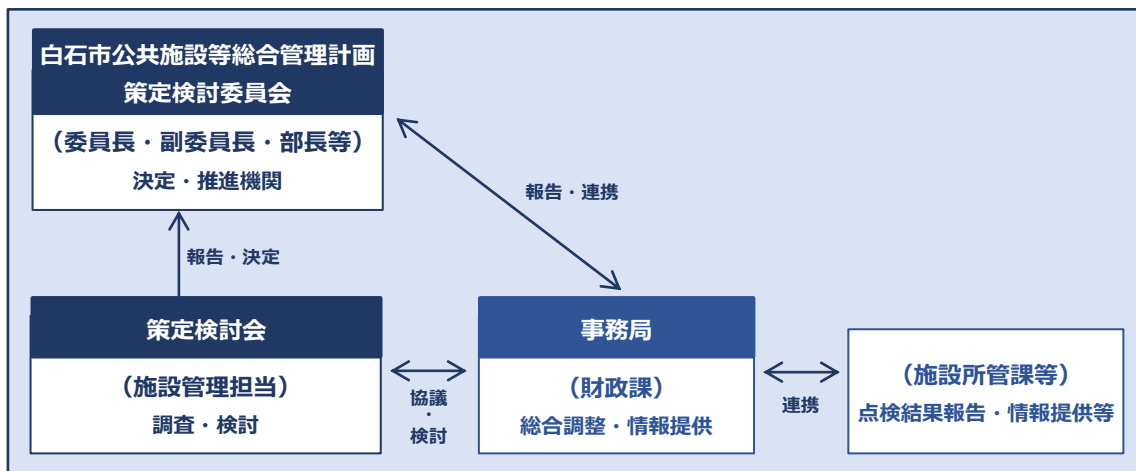 白石市公共施設等総合管理計画
策定検討委員会
（委員長・副委員長・部長等）
決定・推進機関
報告・連携
報告・決定
策定検討会
（施設管理担当）
調査・検討
協議
・
検討
事務局
（財政課）
総合調整・情報提供
連携
（施設所管課等）
点検結果報告・情報提供等